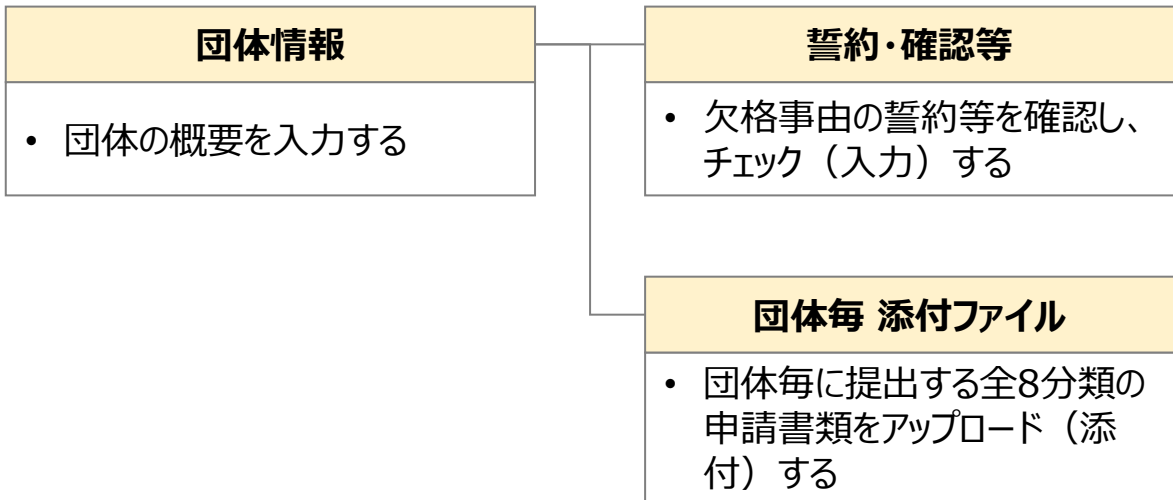 団体情報
• 団体の概要を入力する
誓約・確認等
• 欠格事由の誓約等を確認し、
チェック（入力）する
団体毎 添付ファイル
• 団体毎に提出する全8分類の
申請書類をアップロード（添
付）する